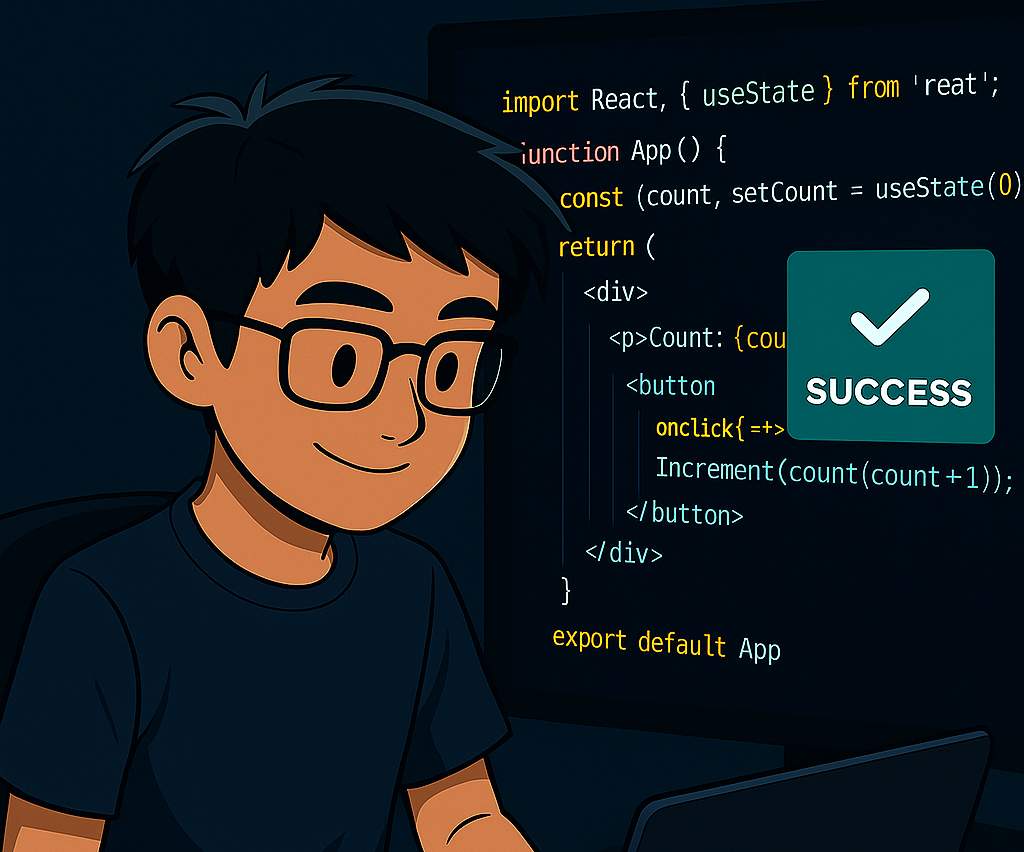 import React, { useState } from 'reat';
function App() {
const (count, setCount = useState(0)
return (
<div>
<p>Count: {cou
<button
onclick{=+>
Increment(count(count+1));
</button>
</div>
}
export default App
SUCCESS